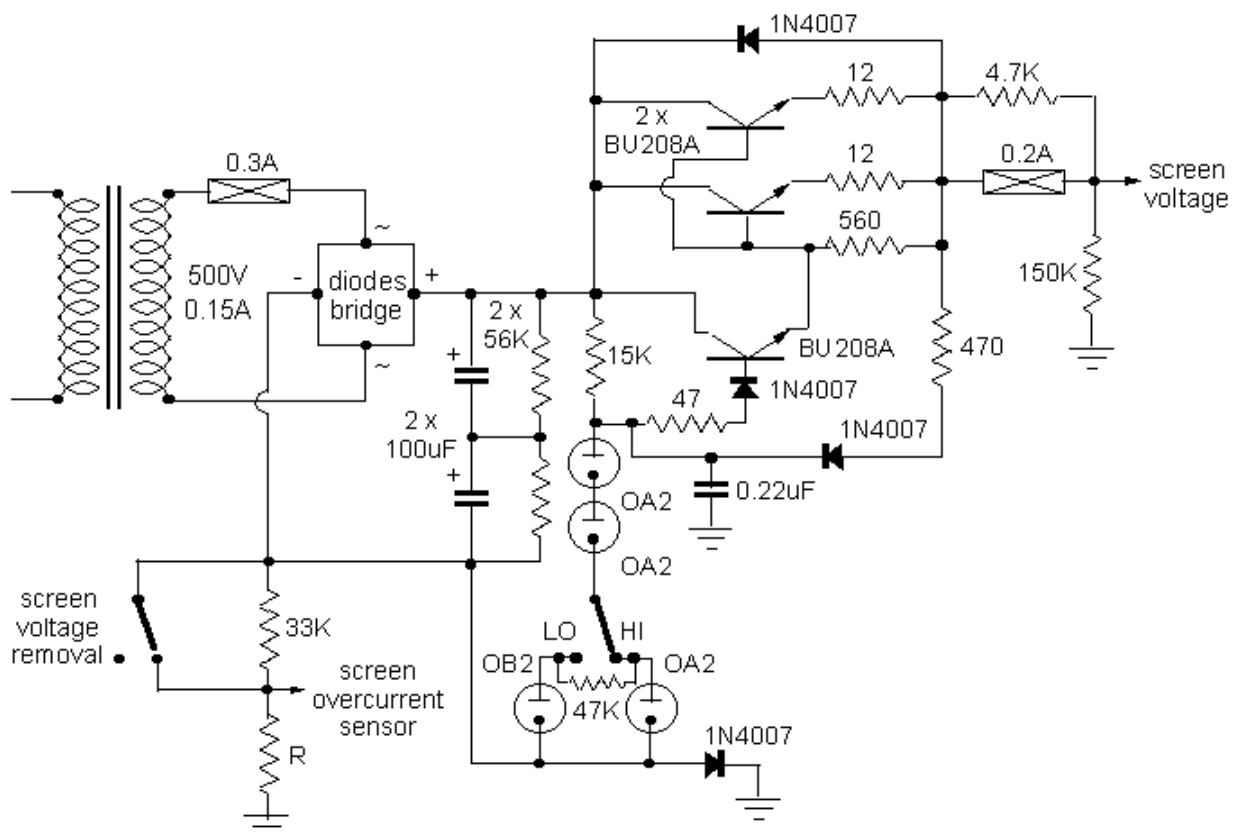 1N4007
12
4.7K
2 x
BU208A
0.3A
12
0.2A
screen
voltage
~
560
500V
0.15A
-
diodes
bridge
+
150K
2 x
56K
15K
BU208A
470
~
+
1N4007
47
2 x
100uF
1N4007
+
OA2
0.22uF
OA2
screen
voltage
removal
33K
LO
HI
OB2
OA2
47K
screen
overcurrent
sensor
R
1N4007